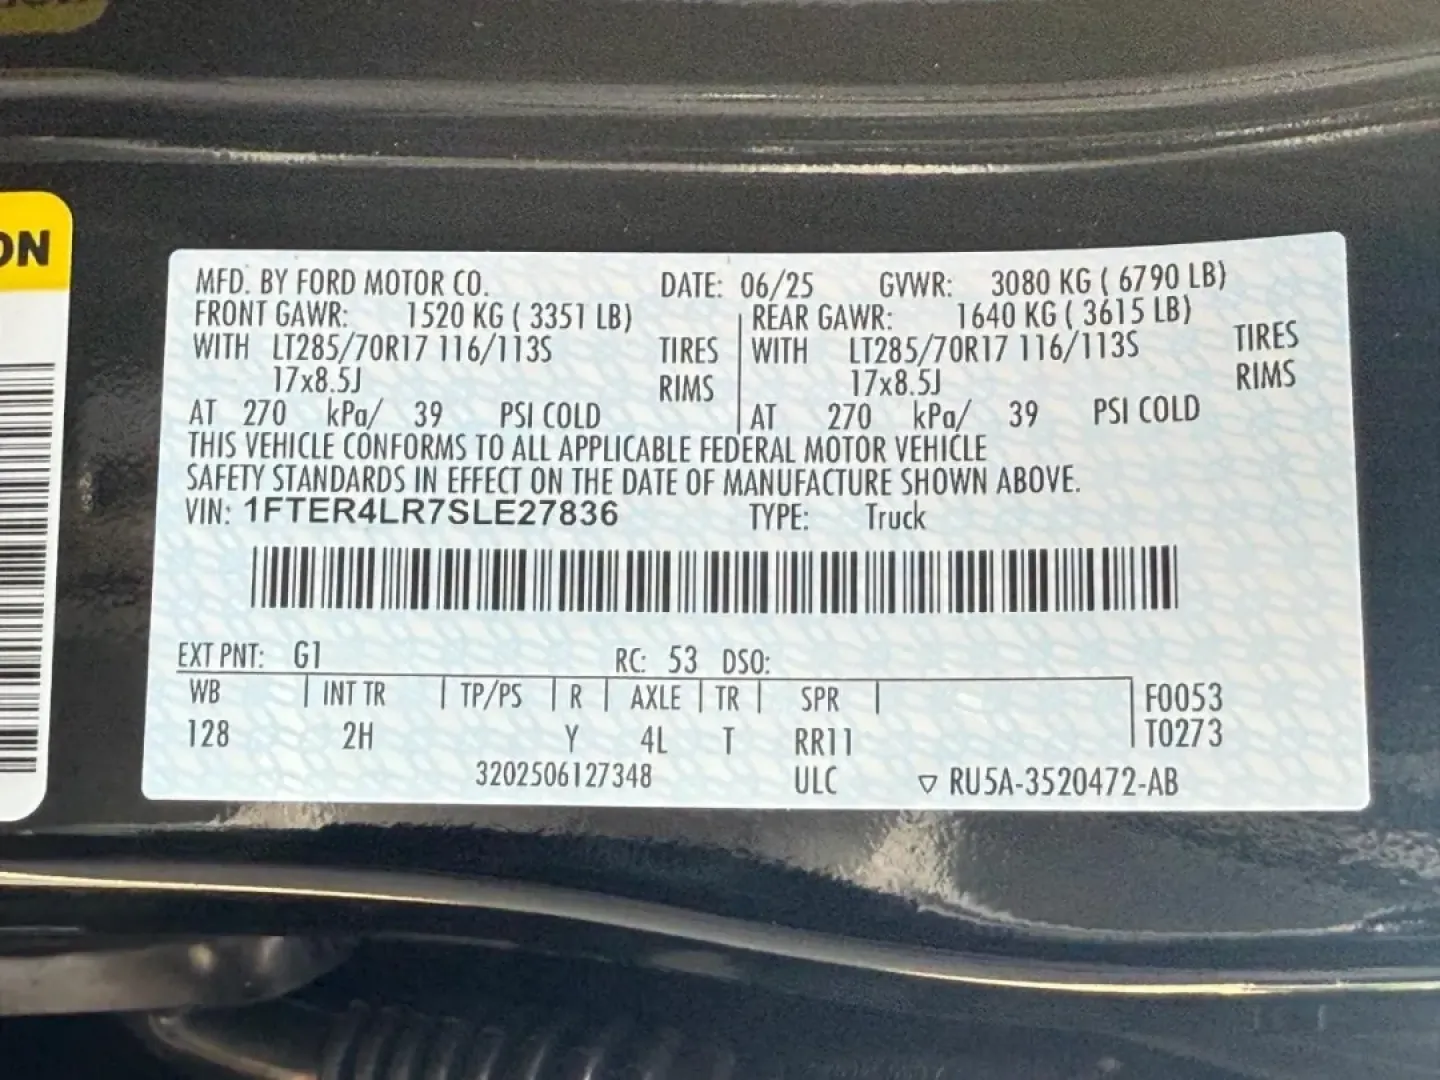 ON
MFD. BY FORD MOTOR CO. DATE: 06/25 GVWR: 3080 KG ( 6790 LB)
FRONT GAWR: 1520 KG ( 3351 LB) REAR GAWR: 1640 KG ( 3615 LB)
WITH LT285/70R17 116/113S TIRES WITH LT285/70R17 116/113S TIRES
17x8.5J RIMS 17x8.5J RIMS
AT 270 kPa/ 39 PSI COLD AT 270 kPa/ 39 PSI COLD
THIS VEHICLE CONFORMS TO ALL APPLICABLE FEDERAL MOTOR VEHICLE
SAFETY STANDARDS IN EFFECT ON THE DATE OF MANUFACTURE SHOWN ABOVE.
VIN: 1FTER4LR7SLE27836 TYPE: Truck
EXT PNT: G1 RC: 53 DSO:
WB INT TR TP/PS R AXLE TR SPR F0053
128 2H Y 4L T RR11 T0273
3202506127348 ULC ▽ RU5A-3520472-AB